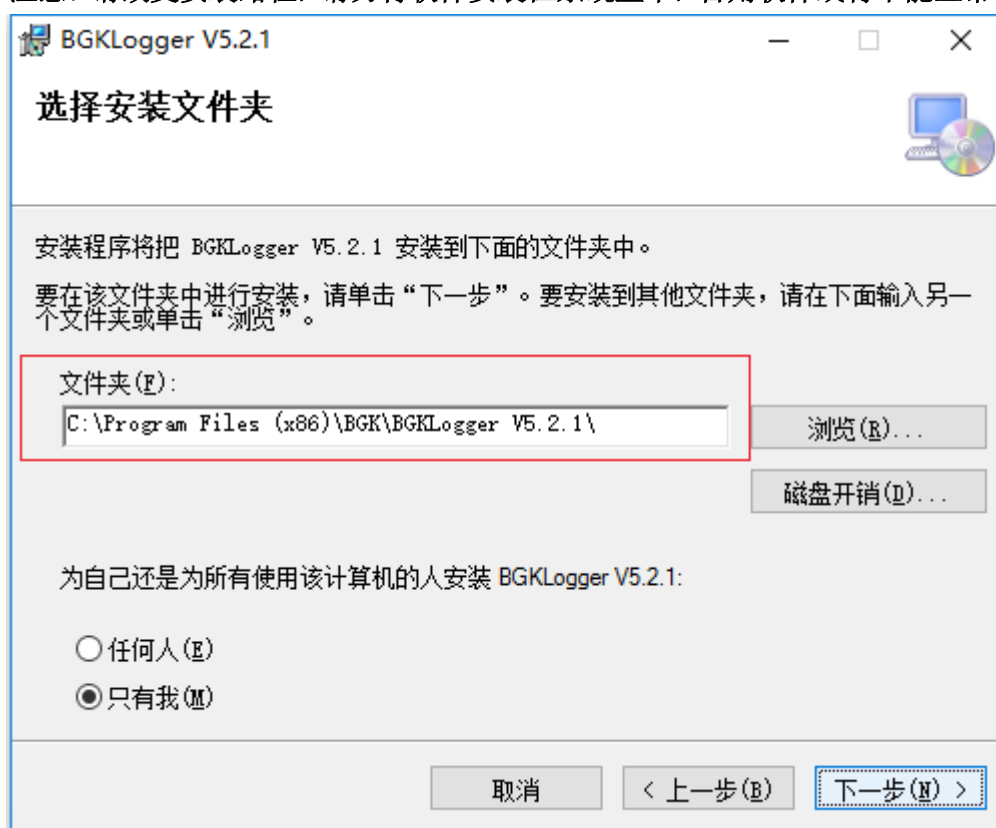 BGKLogger V5.2.1
选择安装文件夹
安装程序将把 BGKLogger V5.2.1 安装到下面的文件夹中。
要在该文件夹中进行安装，请单击“下一步”。要安装到其他文件夹，请在下面输入另一
个文件夹或单击“浏览”。
文件夹(F):
C:\Program Files (x86)\BGK\BGKLogger V5.2.1\
浏览(R)...
磁盘开销(D)...
为自己还是为所有使用该计算机的人安装 BGKLogger V5.2.1:
任何人(E)
只有我(M)
取消
< 上一步(B)
下一步(N) >